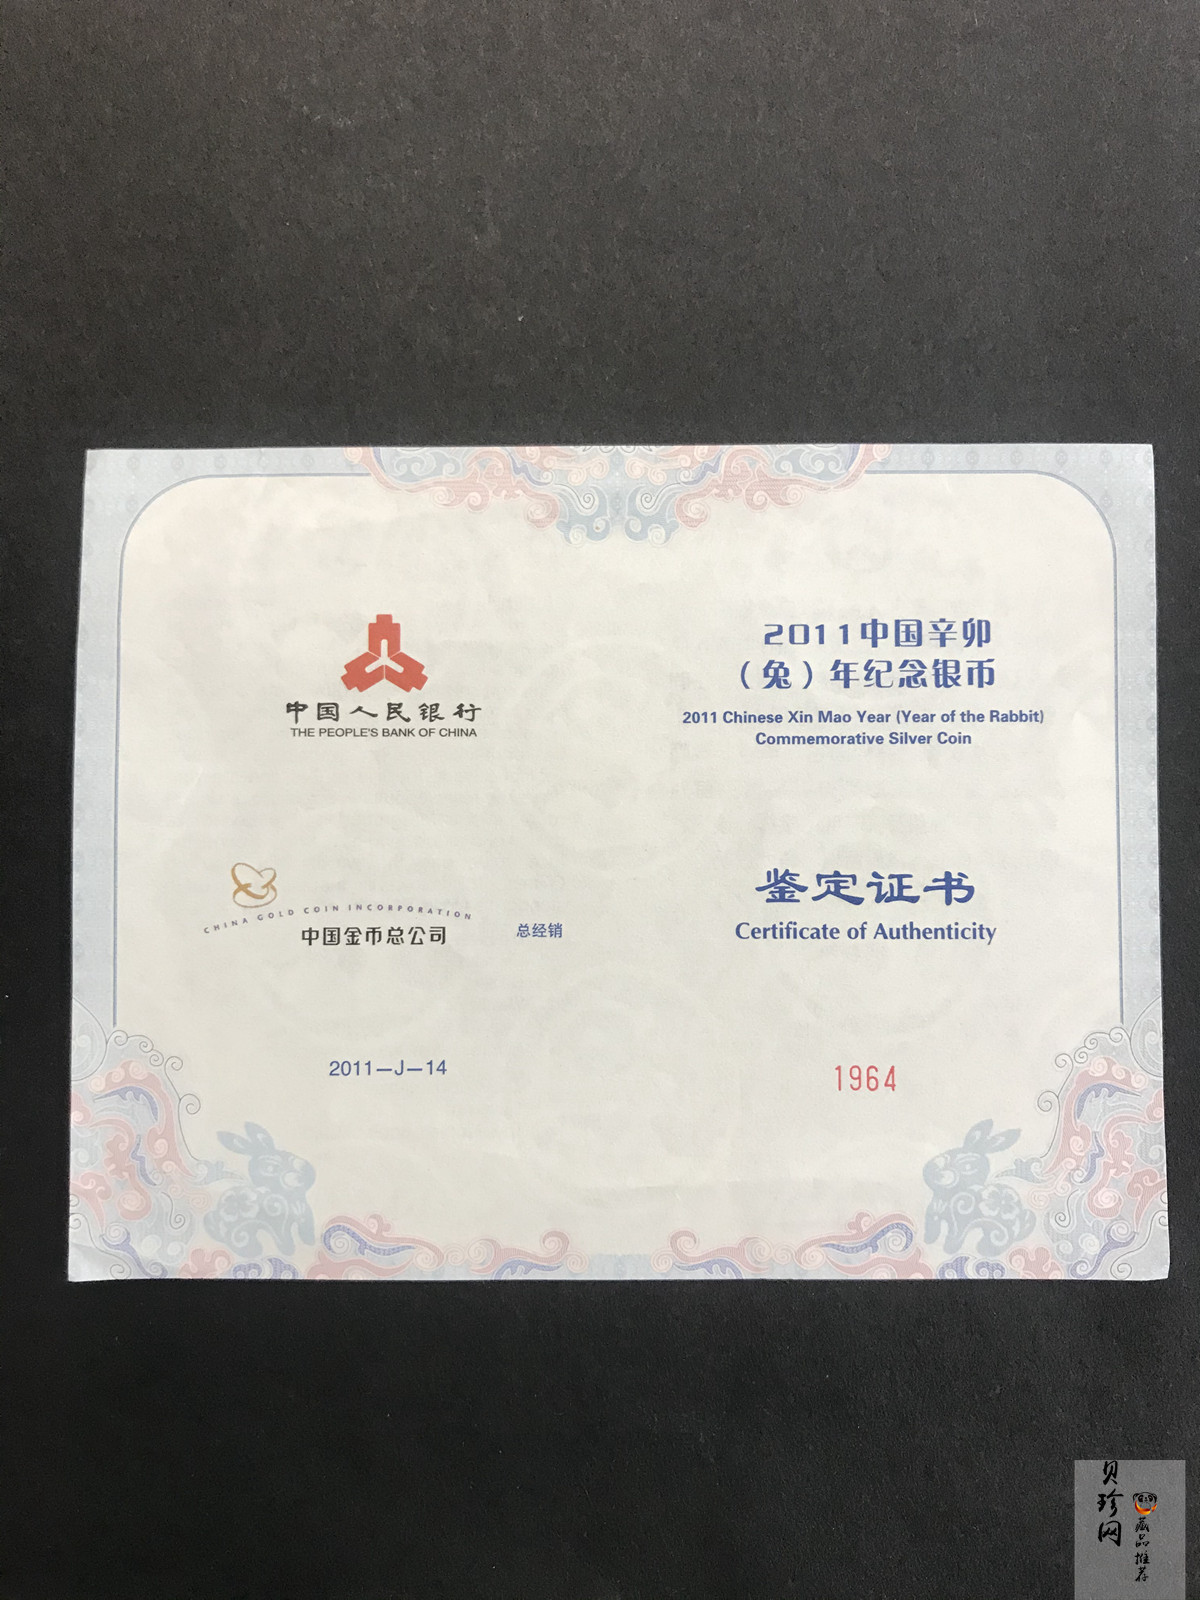 中国人民银行
THE PEOPLE'S BANK OF CHINA
2011中国辛卯
（兔）年纪念银币
2011 Chinese Xin Mao Year (Year of the Rabbit)
Commemorative Silver Coin
CHINA GOLD COIN INCORPORATION
中国金币总公司
总经销
鉴定证书
Certificate of Authenticity
2011—J—14
1964
贝珍网
藏品推荐